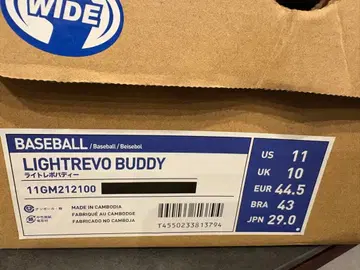 WIDE
BASEBALL / Baseball / Beisebol
LIGHTREVO BUDDY
ライトレボバディー
11GM212100
MADE IN CAMBODIA
FABRIQUÉ AU CAMBODGE
FABRICADO NO CAMBOJA
T4550233813794
US 11
UK 10
EUR 44.5
BRA 43
JPN 29.0